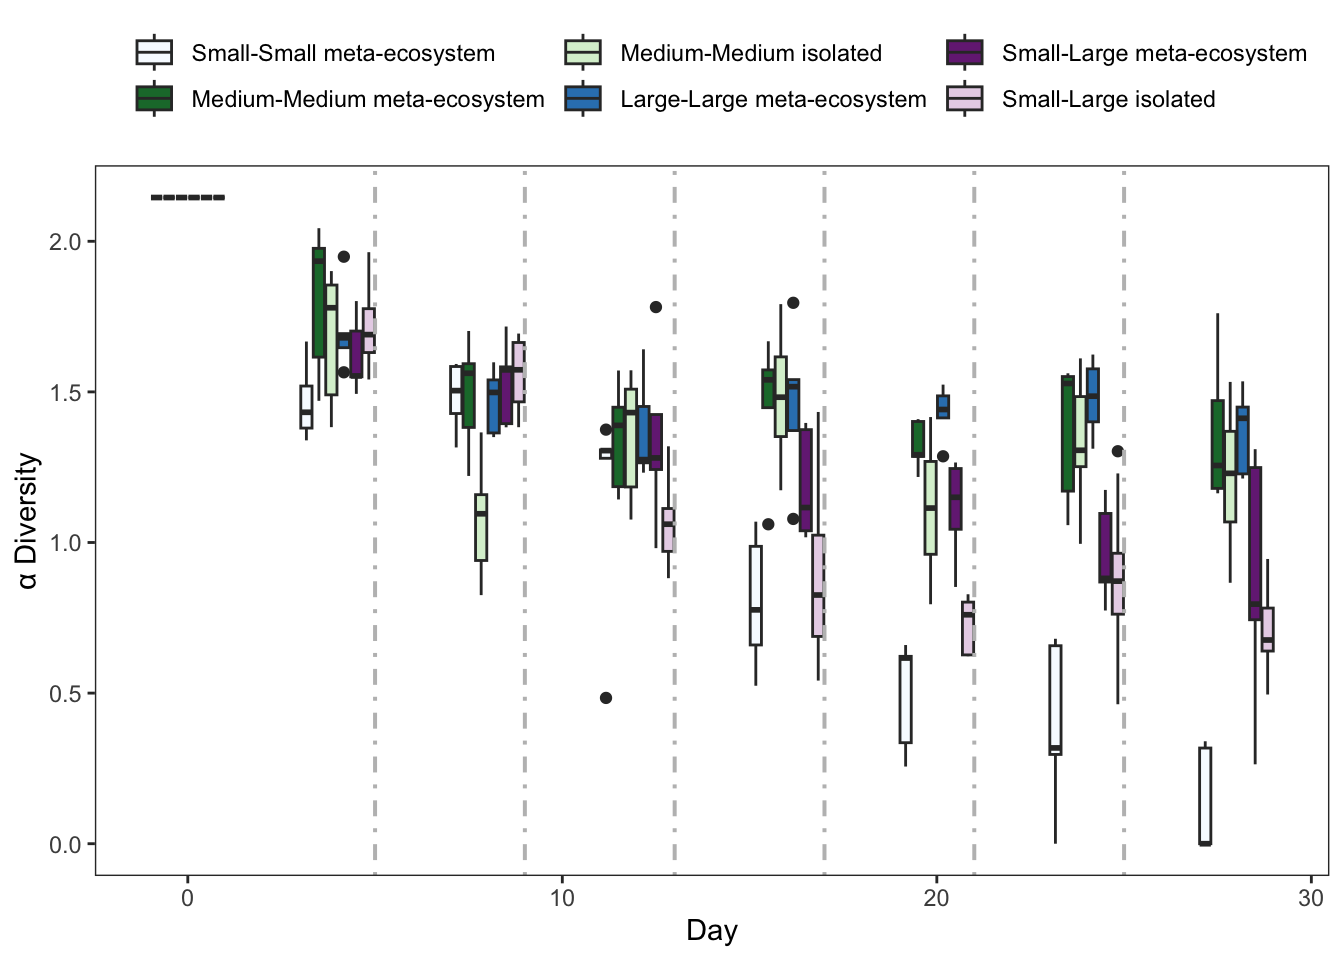 Small-Small meta-ecosystem
Medium-Medium isolated
Small-Large meta-ecosystem
Medium-Medium meta-ecosystem
Large-Large meta-ecosystem
Small-Large isolated
α Diversity
2.0
1.5
1.0
0.5
0.0
0
10
20
30
Day